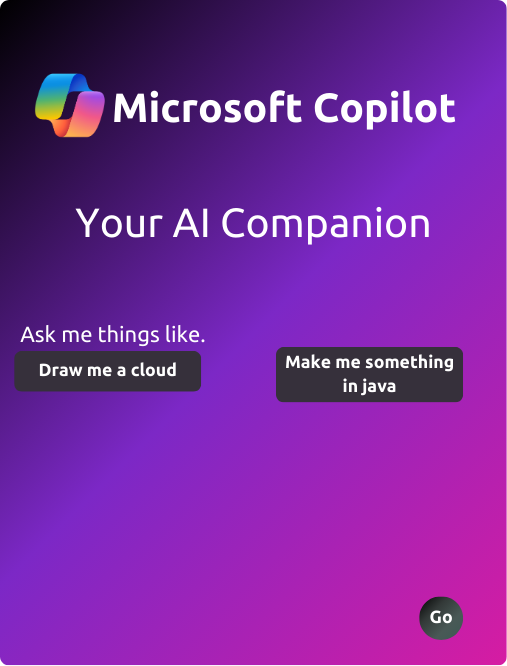 Microsoft Copilot
Your AI Companion
Ask me things like.
Draw me a cloud
Make me something
in java
Go